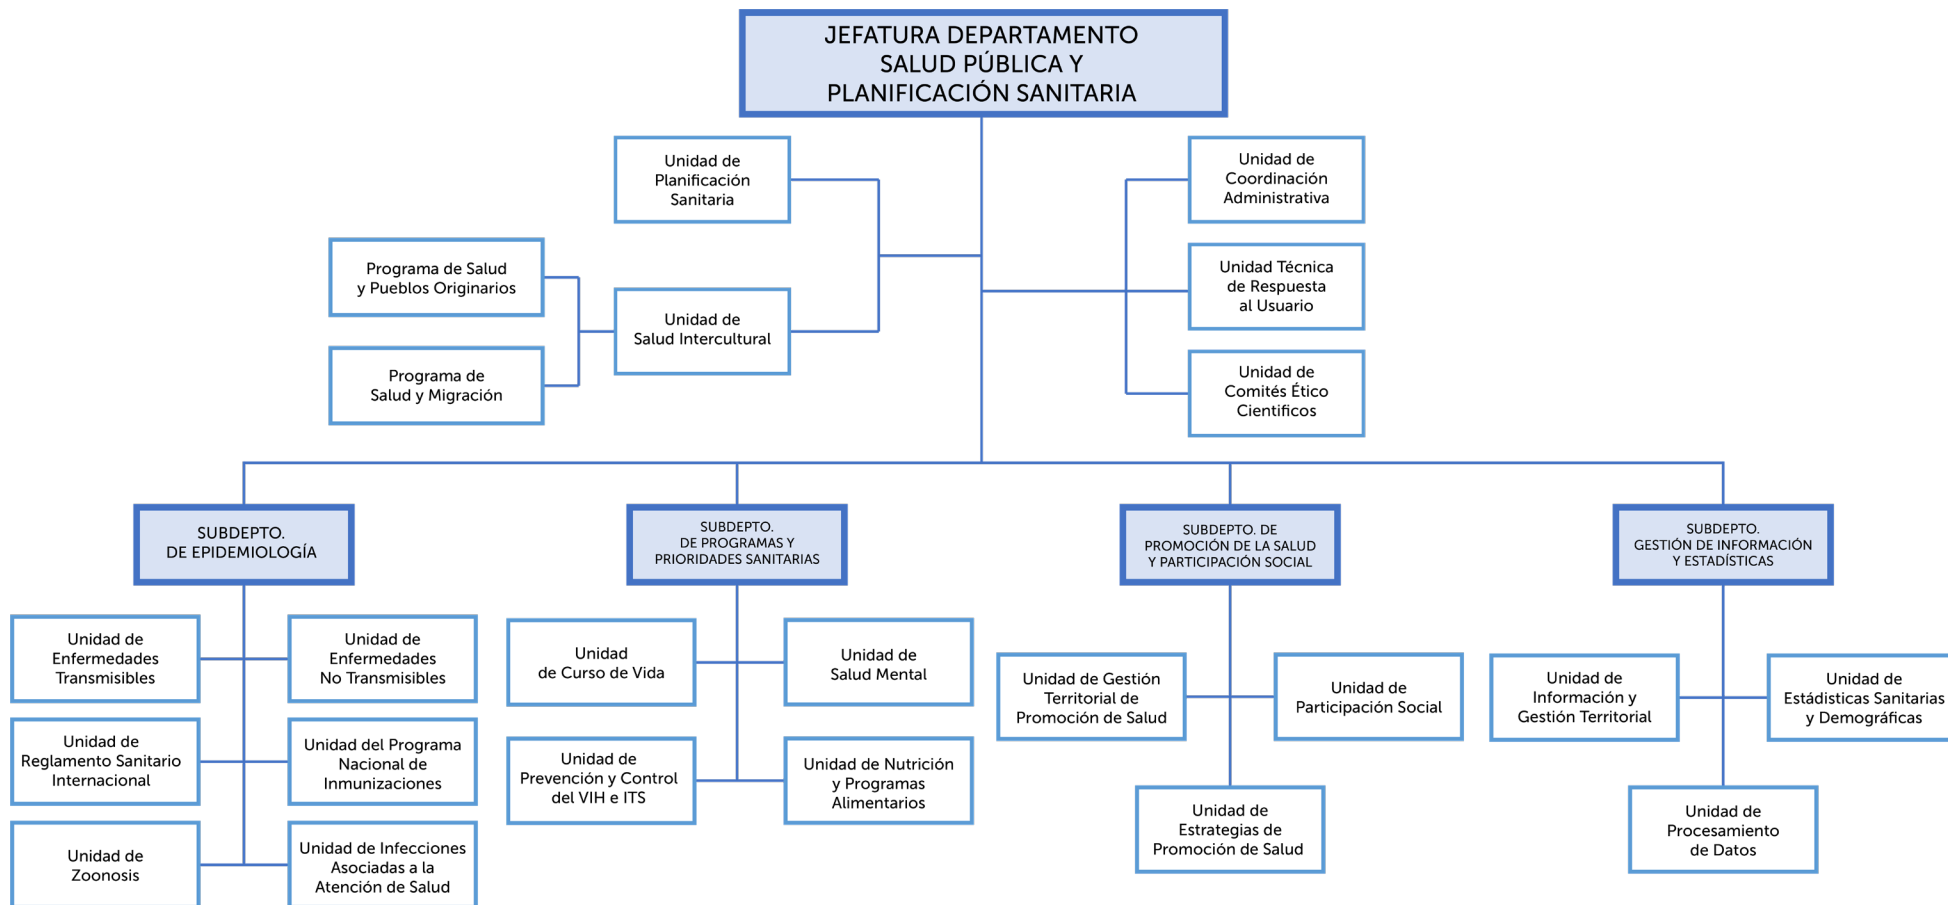 JEFATURA DEPARTAMENTO
SALUD PÚBLICA Y
PLANIFICACIÓN SANITARIA
Unidad de
Planificación
Sanitaria
Unidad de
Coordinación
Administrativa
Programa de Salud
y Pueblos Originarios
Unidad Técnica
de Respuesta
al Usuario
Unidad de
Salud Intercultural
Programa de
Salud y Migración
Unidad de
Comités Ético
Cientificos
SUBDEPTO.
DE EPIDEMIOLOGÍA
SUBDEPTO.
DE PROGRAMAS Y
PRIORIDADES SANITARIAS
SUBDEPTO. DE
PROMOCIÓN DE LA SALUD
Y PARTICIPACIÓN SOCIAL
SUBDEPTO.
GESTIÓN DE INFORMACIÓN
Y ESTADÍSTICAS
Unidad de
Enfermedades
Transmisibles
Unidad de
Enfermedades
No Transmisibles
Unidad de
Reglamento Sanitario
Internacional
Unidad del Programa
Nacional de
Inmunizaciones
Unidad de
Zoonosis
Unidad de Infecciones
Asociadas a la
Atención de Salud
Unidad
de Curso de Vida
Unidad de
Salud Mental
Unidad de
Prevención y Control
del VIH e ITS
Unidad de Nutrición
y Programas
Alimentarios
Unidad de Gestión
Territorial de
Promoción de Salud
Unidad de
Participación Social
Unidad de
Estrategias de
Promoción de Salud
Unidad de
Información y
Gestión Territorial
Unidad de
Estádisticas Sanitarias
y Demográficas
Unidad de
Procesamiento
de Datos